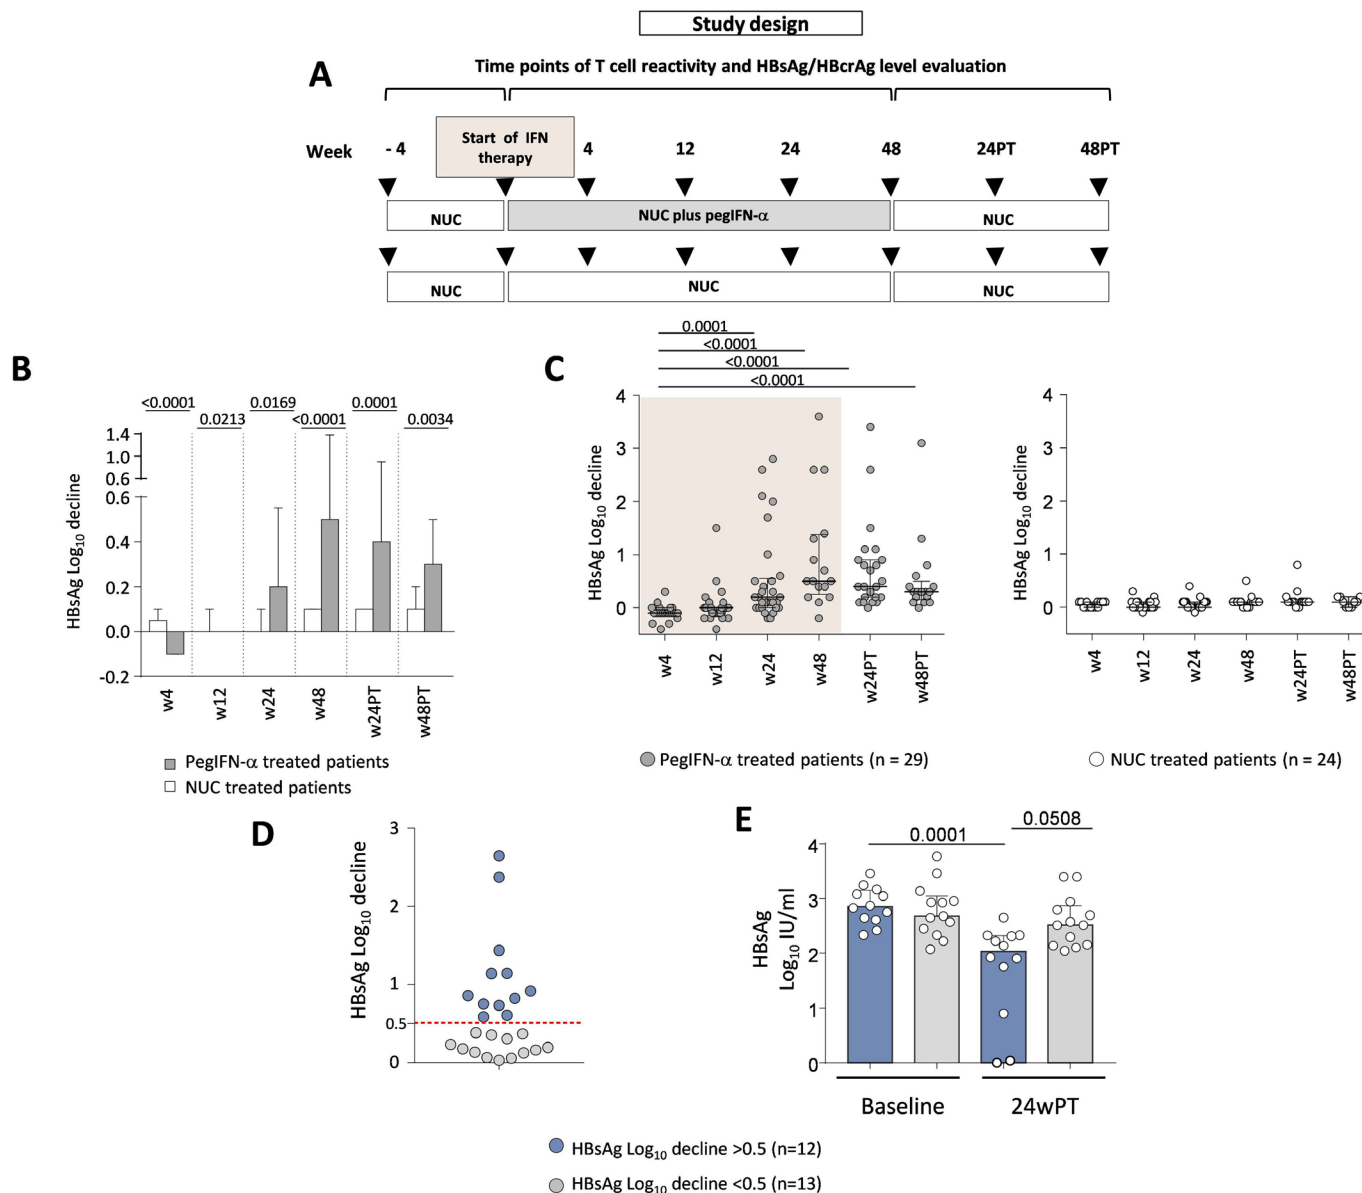 Study design
A
Time points of T cell reactivity and HBsAg/HBcrAg level evaluation
Week
- 4
Start of IFN
therapy
4
12
24
48
24PT
48PT
NUC
NUC plus pegIFN-α
NUC
NUC
NUC
NUC
B
<0.0001
0.0213
0.0169
<0.0001
0.0001
0.0034
HBsAg Log10 decline
1.4
1.0
0.6
0.6
0.4
0.2
0.0
-0.2
w4
w12
w24
w48
w24PT
w48PT
PegIFN-α treated patients
NUC treated patients
C
0.0001
<0.0001
<0.0001
<0.0001
HBsAg Log10 decline
4
3
2
1
0
w4
w12
w24
w48
w24PT
w48PT
PegIFN-α treated patients (n = 29)
HBsAg Log10 decline
4
3
2
1
0
w4
w12
w24
w48
w24PT
w48PT
NUC treated patients (n = 24)
D
HBsAg Log10 decline
3
2
1
0.5
0
E
0.0001
0.0508
HBsAg
Log10 IU/ml
4
3
2
1
0
Baseline
24wPT
HBsAg Log10 decline >0.5 (n=12)
HBsAg Log10 decline <0.5 (n=13)